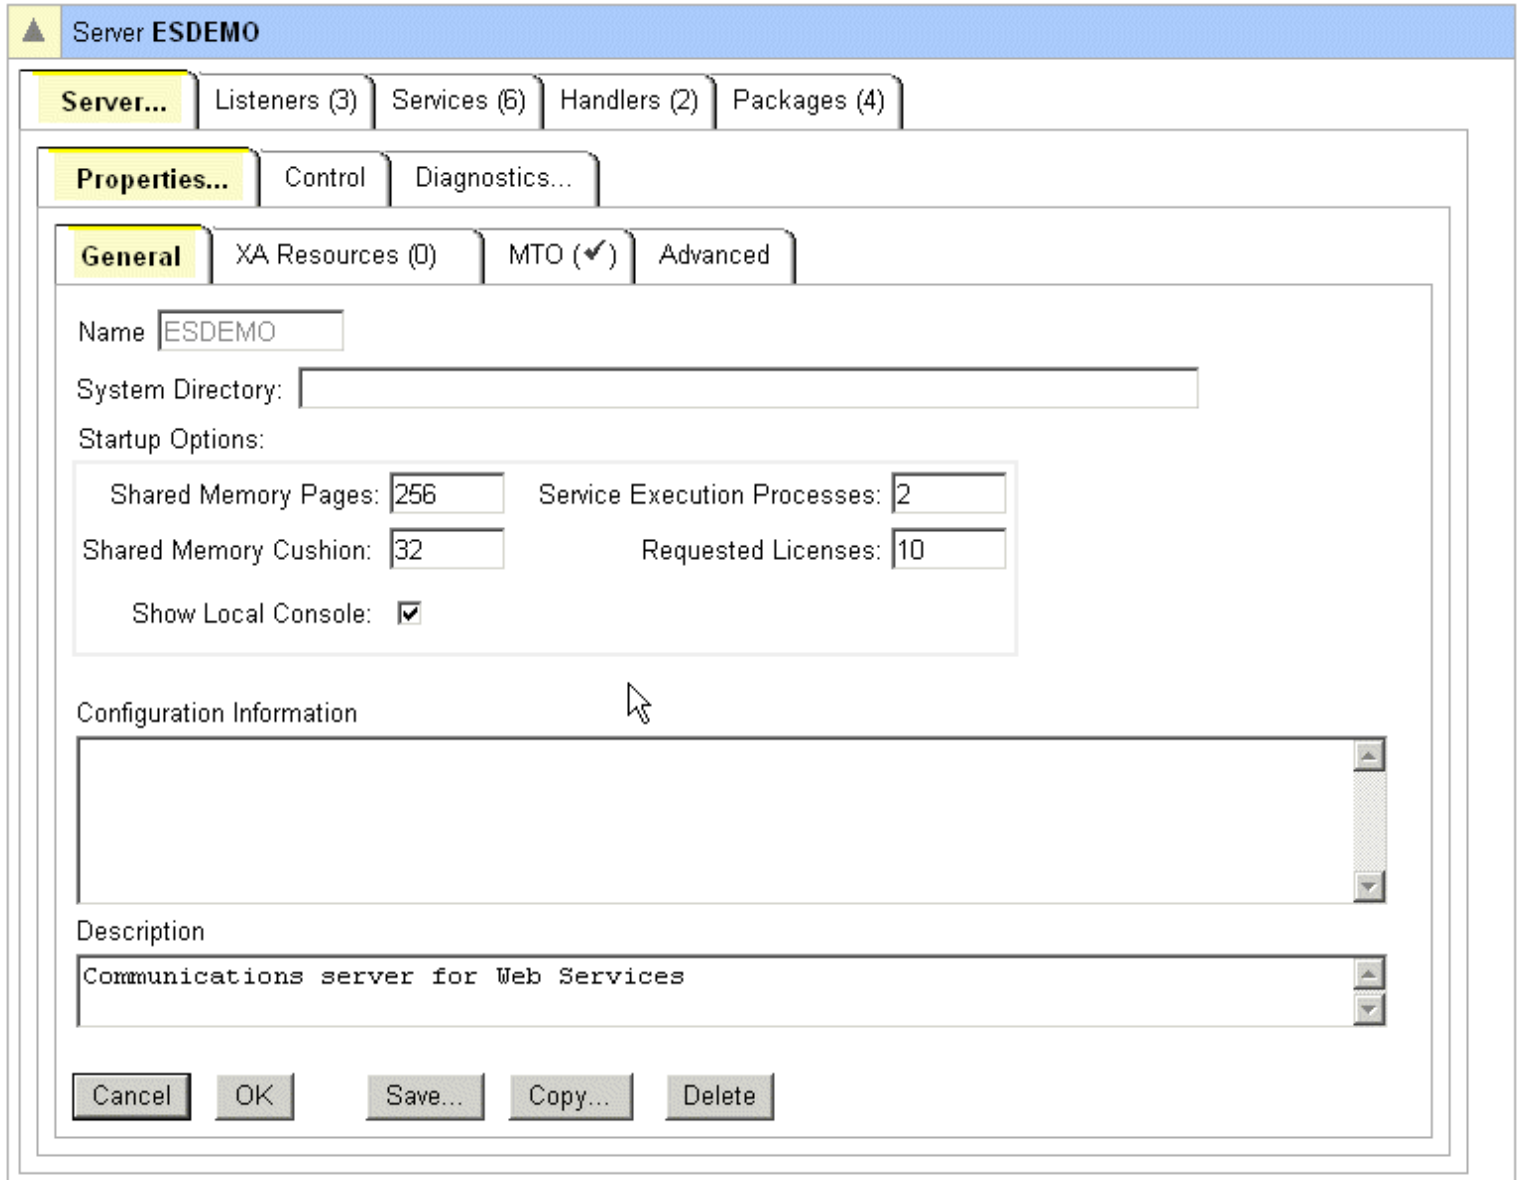 Server ESDEMO
Server... Listeners (3) Services (6) Handlers (2) Packages (4)
Properties... Control Diagnostics...
General XA Resources (0) MTO (✔) Advanced
Name ESDEMO
System Directory:
Startup Options:
Shared Memory Pages: 256 Service Execution Processes: 2
Shared Memory Cushion: 32 Requested Licenses: 10
Show Local Console:
Configuration Information
Description
Communications server for Web Services
Cancel OK Save... Copy... Delete